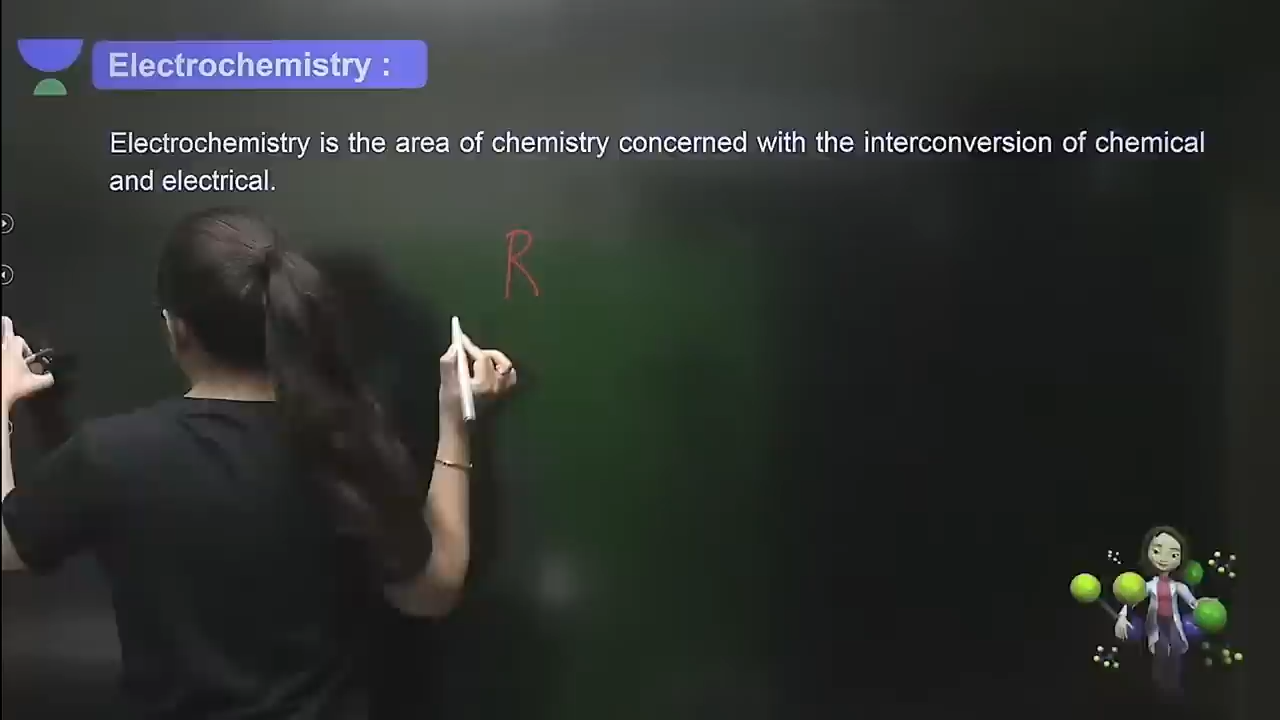 Electrochemistry :
Electrochemistry is the area of chemistry concerned with the interconversion of chemical
and electrical.
R